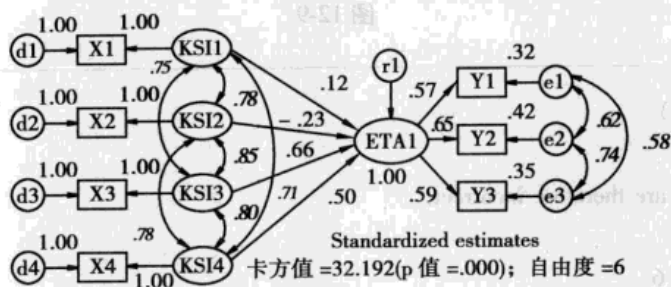 1.00 1.00 .32
d1 X1 KSI1 r1 Y1 e1
.75 .12 .57
1.00 1.00 .78 .42 .62
d2 X2 KSI2 -.23 ETA1 .65 Y2 e2 .58
.85 .66 1.00 .74
1.00 1.00 .35
d3 X3 KSI3 .71 .50 .59 Y3 e3
.80
1.00 .78
d4 X4 KSI4
1.00
Standardized estimates
卡方值=32.192(p 值=.000)；自由度=6